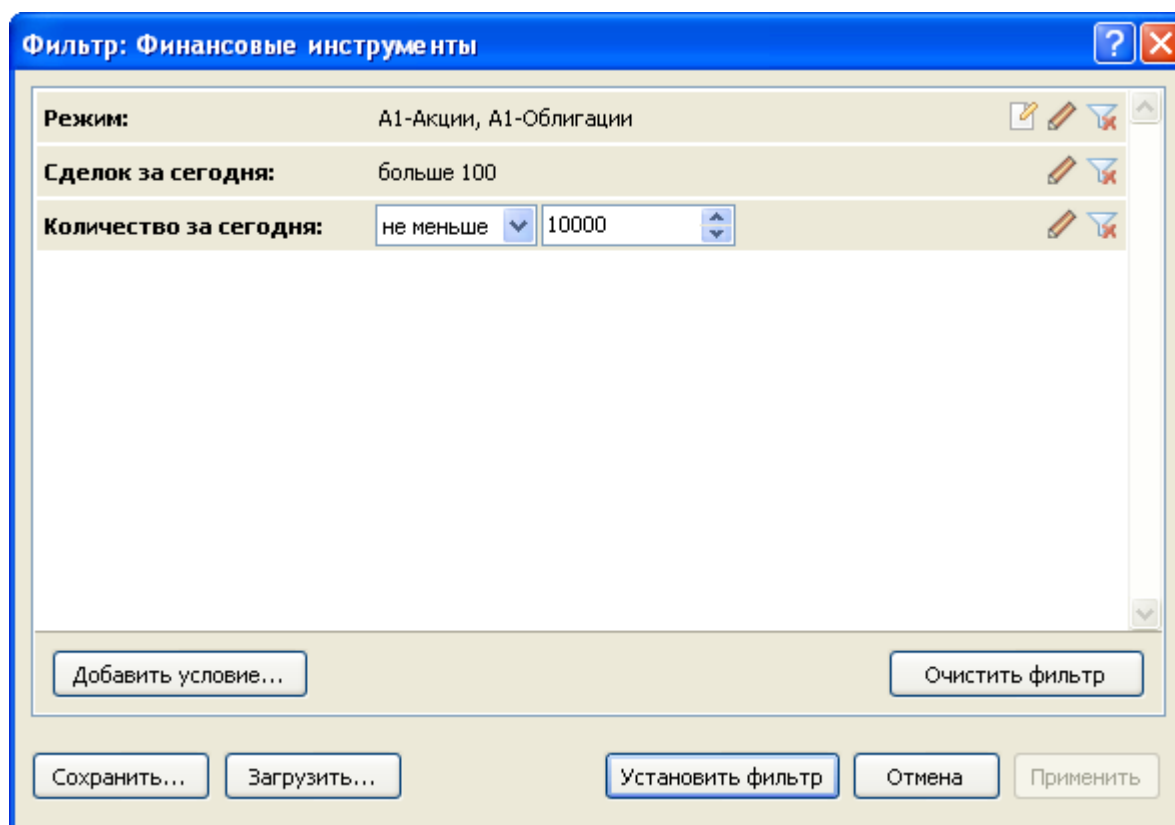 Фильтр: Финансовые инструменты
Режим: А1-Акции, А1-Облигации
Сделок за сегодня: больше 100
Количество за сегодня: не меньше 10000
Добавить условие... Очистить фильтр
Сохранить... Загрузить... Установить фильтр Отмена Применить